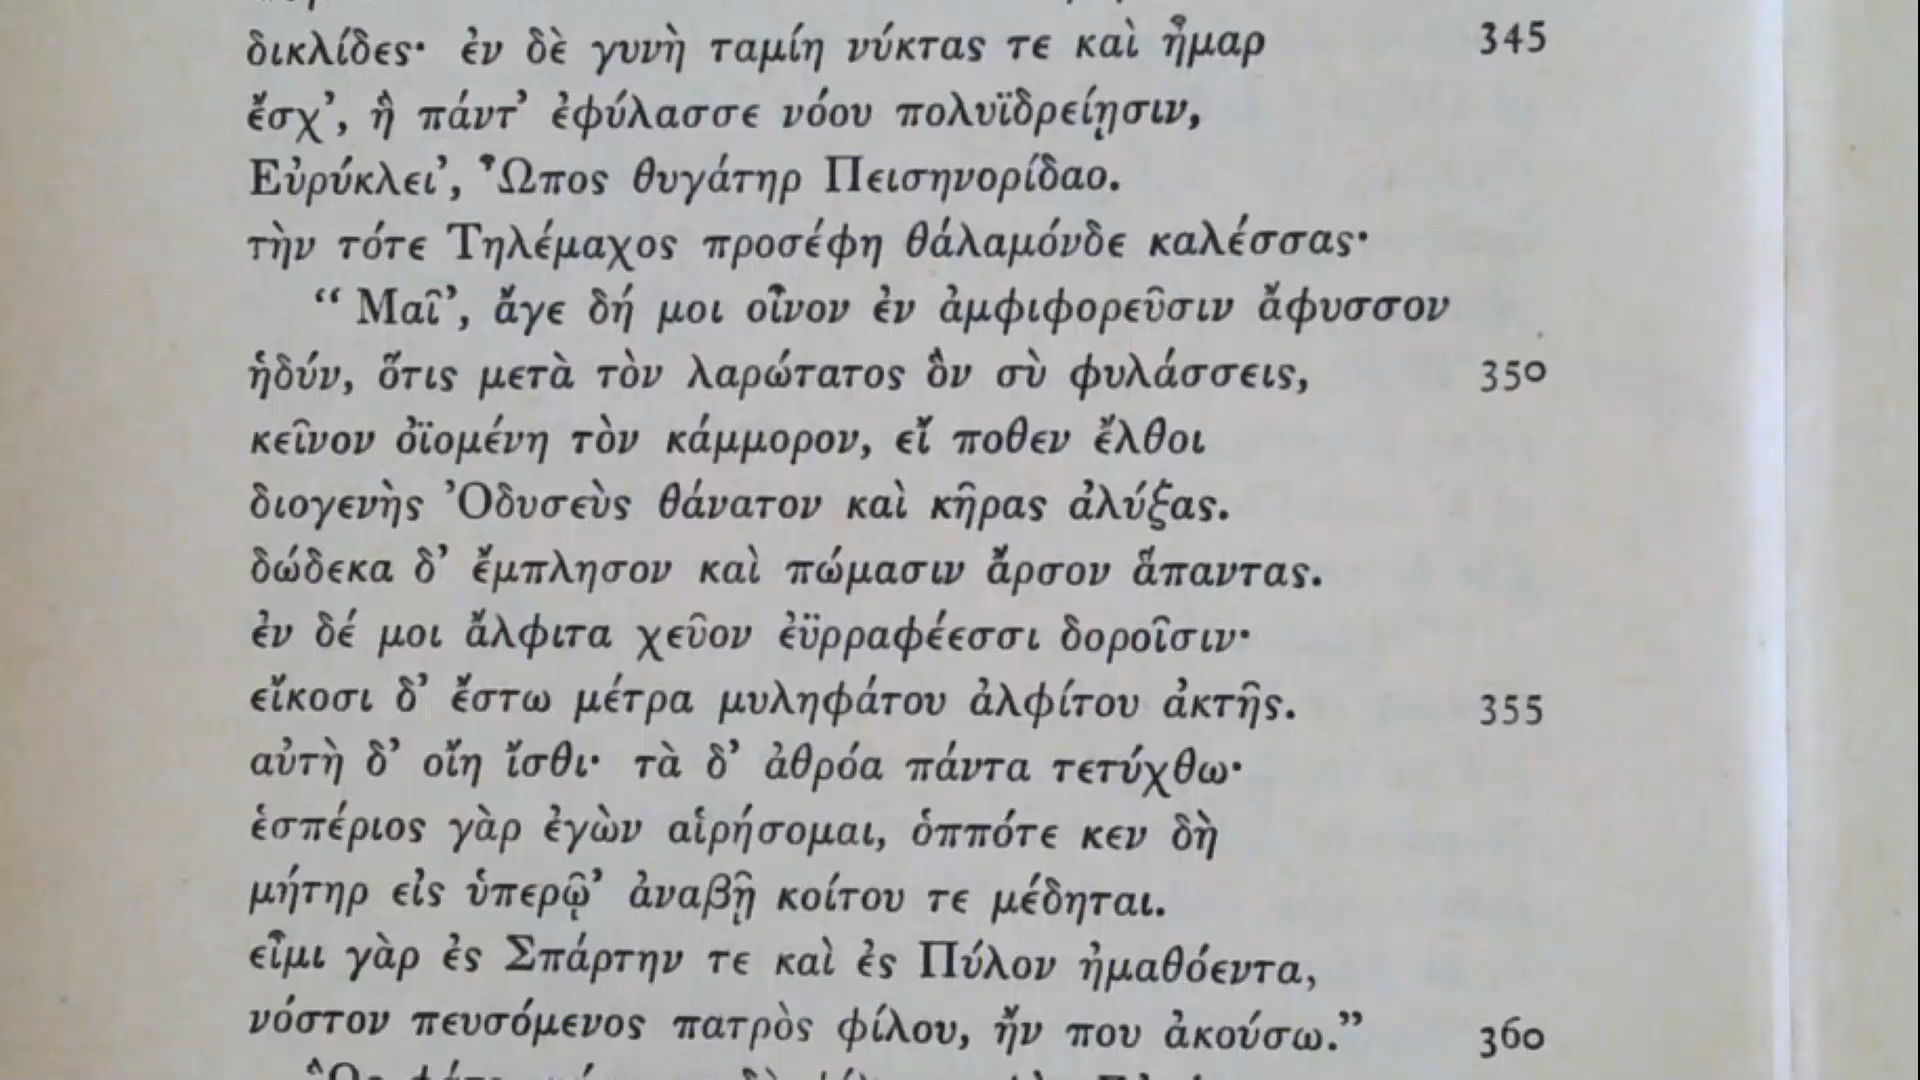 δικλίδες· ἐν δὲ γυνὴ ταμίη νύκτας τε καὶ ἦμαρ 345
ἔσχ’, ἣ πάντ’ ἐφύλασσε νόου πολυϊδρείῃσιν,
Εὐρύκλει’, Ὦπος θυγάτηρ Πεισηνορίδαο.
τὴν τότε Τηλέμαχος προσέφη θάλαμόνδε καλέσσας·
“ Μαῖ’, ἄγε δή μοι οἶνον ἐν ἀμφιφορεῦσιν ἄφυσσον
ἡδύν, ὅτις μετὰ τὸν λαρώτατος ὃν σὺ φυλάσσεις, 350
κεῖνον ὀϊομένη τὸν κάμμορον, εἴ ποθεν ἔλθοι
διογενὴς Ὀδυσεὺς θάνατον καὶ κῆρας ἀλύξας.
δώδεκα δ’ ἔμπλησον καὶ πώμασιν ἄρσον ἅπαντας.
ἐν δέ μοι ἄλφιτα χεῦον ἐϋρραφέεσσι δοροῖσιν·
εἴκοσι δ’ ἔστω μέτρα μυληφάτου ἀλφίτου ἀκτῆς. 355
αὐτὴ δ’ οἴη ἴσθι· τὰ δ’ ἁθρόα πάντα τετύχθω·
ἑσπέριος γὰρ ἐγὼν αἱρήσομαι, ὁππότε κεν δὴ
μήτηρ εἰς ὑπερῷ’ ἀναβῇ κοίτου τε μέδηται.
εἶμι γὰρ ἐς Σπάρτην τε καὶ ἐς Πύλον ἠμαθόεντα,
νόστον πευσόμενος πατρὸς φίλου, ἤν που ἀκούσω.” 360